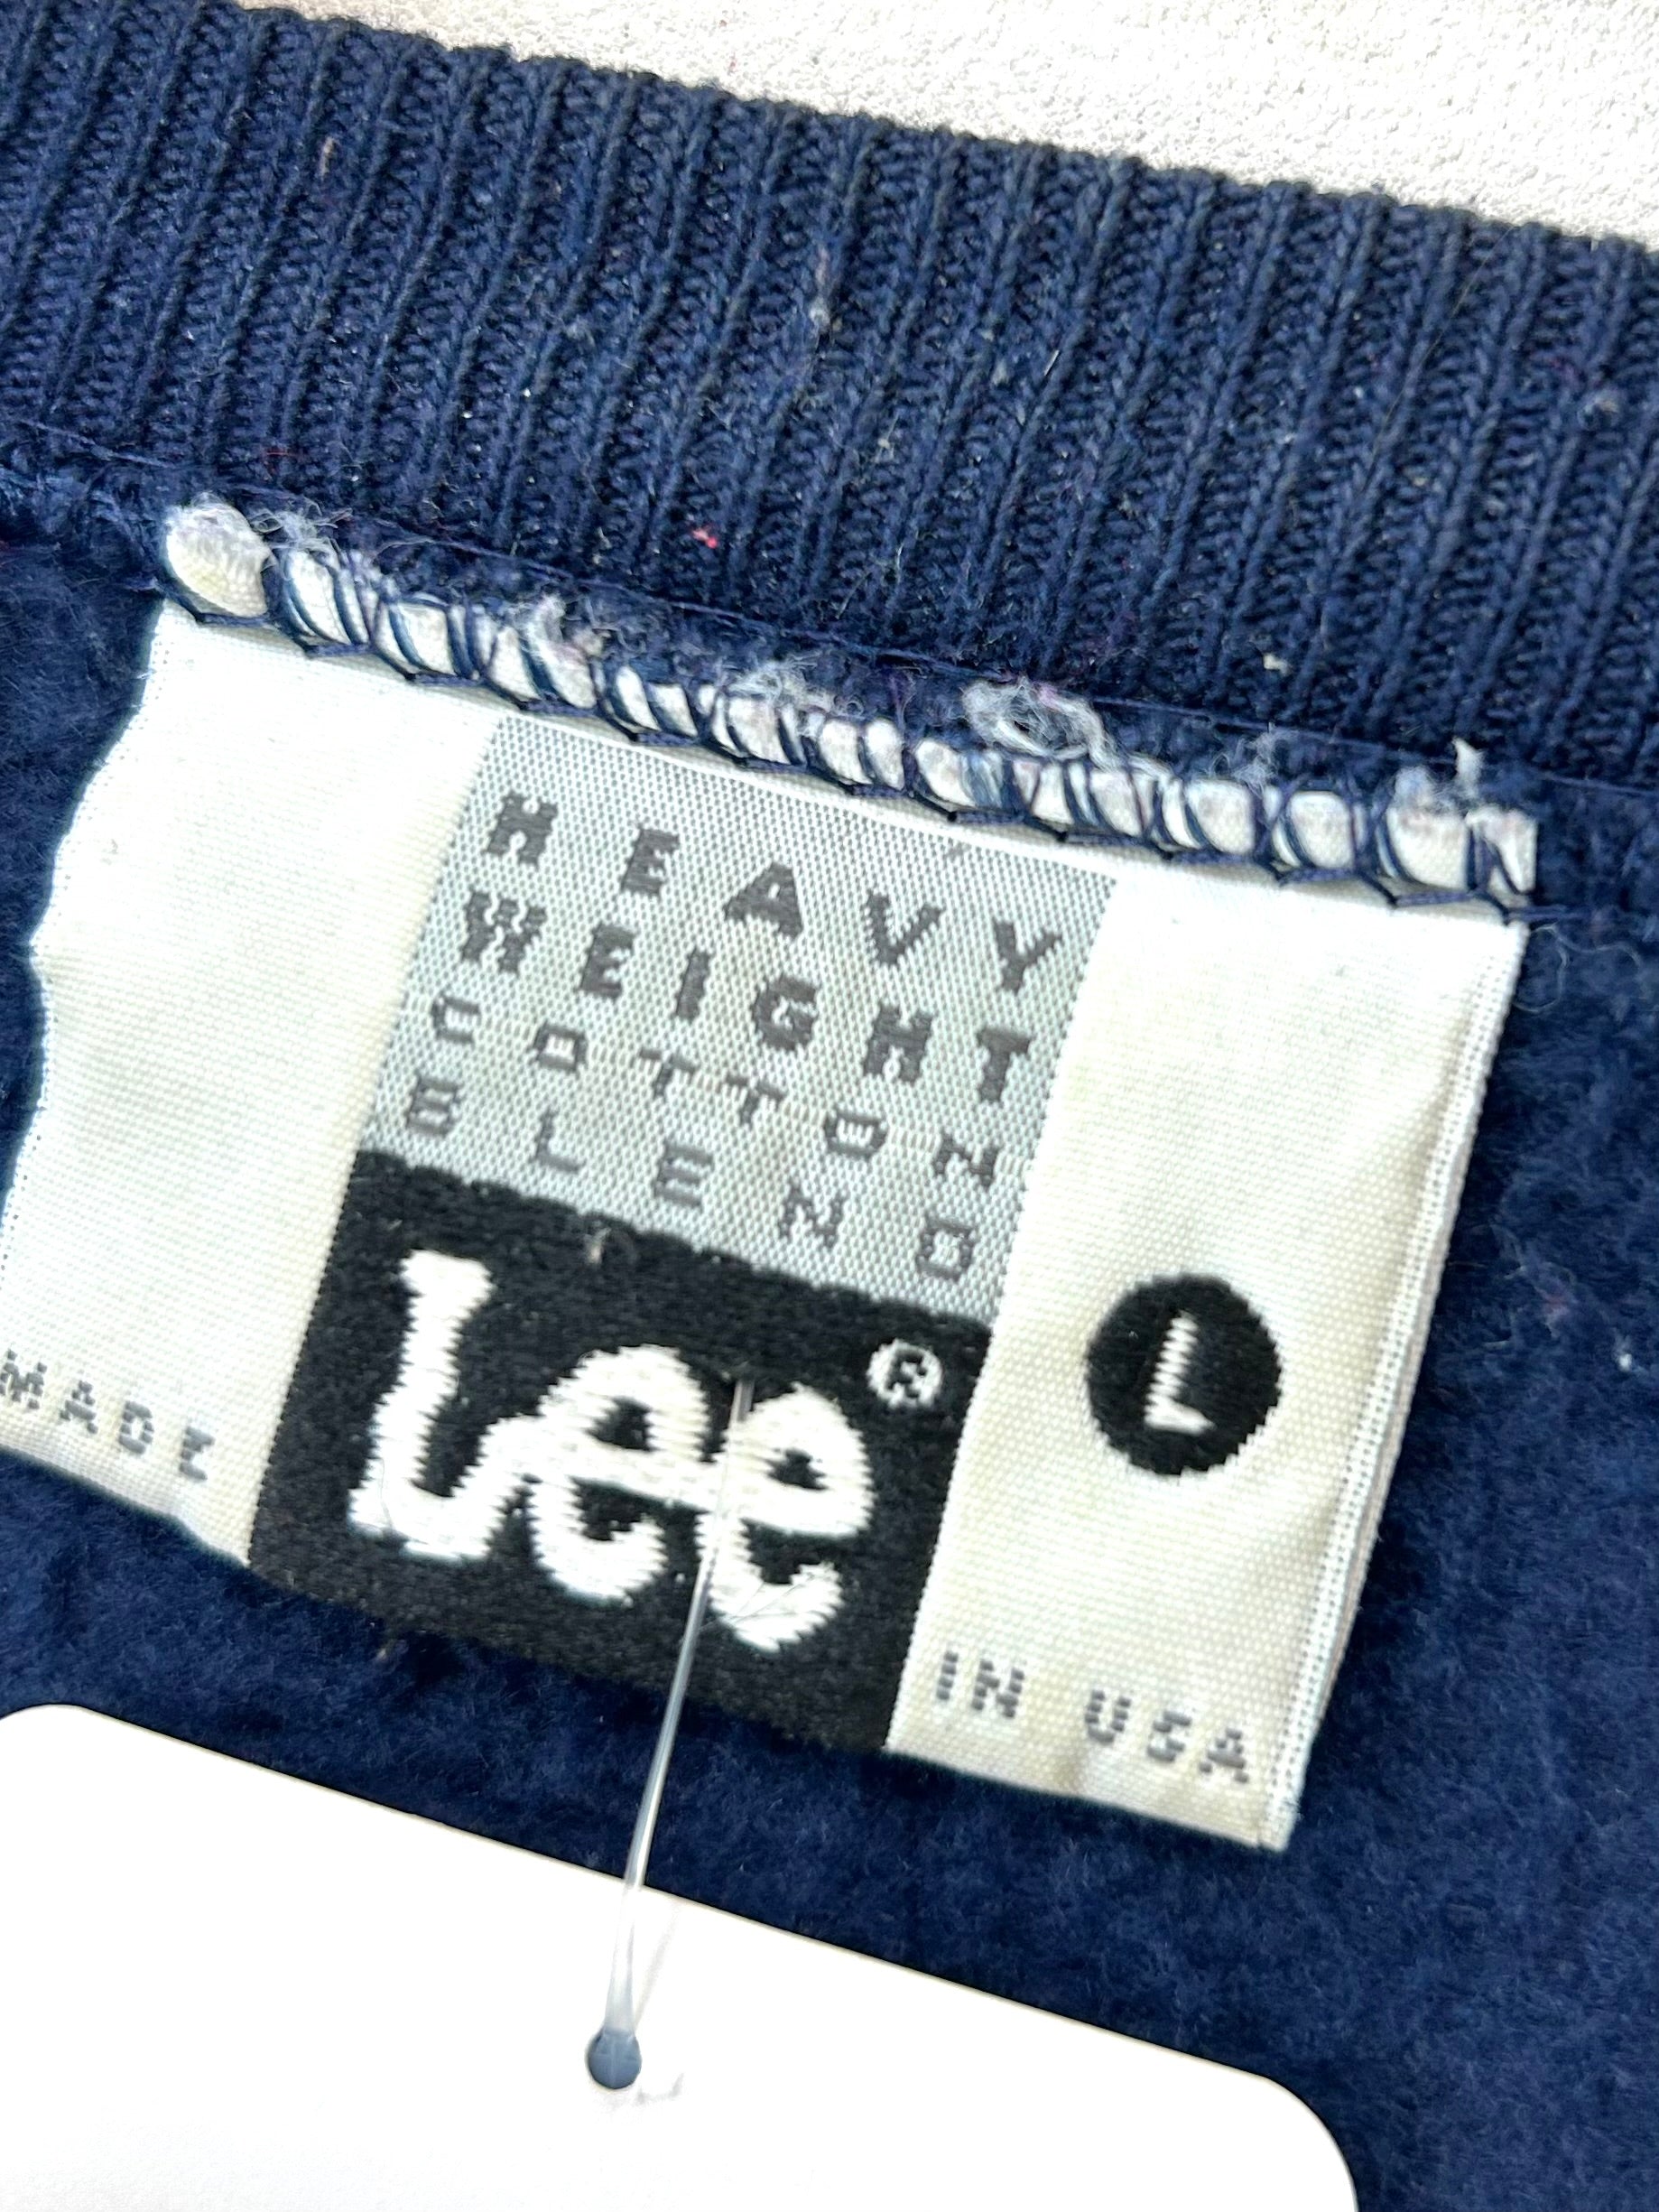 HEAVY
WEIGHT
COTTON
BLEND
Lee®
L
MADE
IN USA